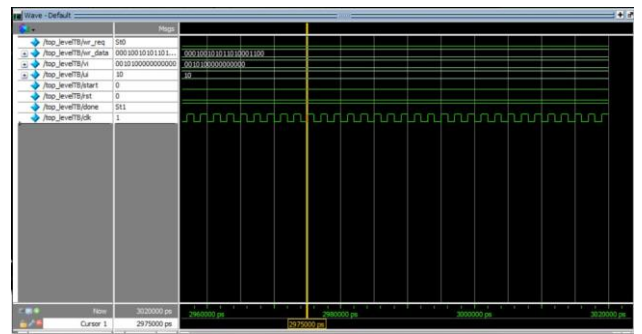 Wave - Default
Msgs
/top_levelTB/wr_req St0
/top_levelTB/wr_data 00010010101101... 000100101011010001100
/top_levelTB/vi 0010100000000000 0010100000000000
/top_levelTB/ui 10 10
/top_levelTB/start 0
/top_levelTB/rst 0
/top_levelTB/done St1
/top_levelTB/clk 1
Now 3020000 ps 2960000 ps 2980000 ps 3000000 ps 3020000 ps
Cursor 1 2975000 ps 2975000 ps